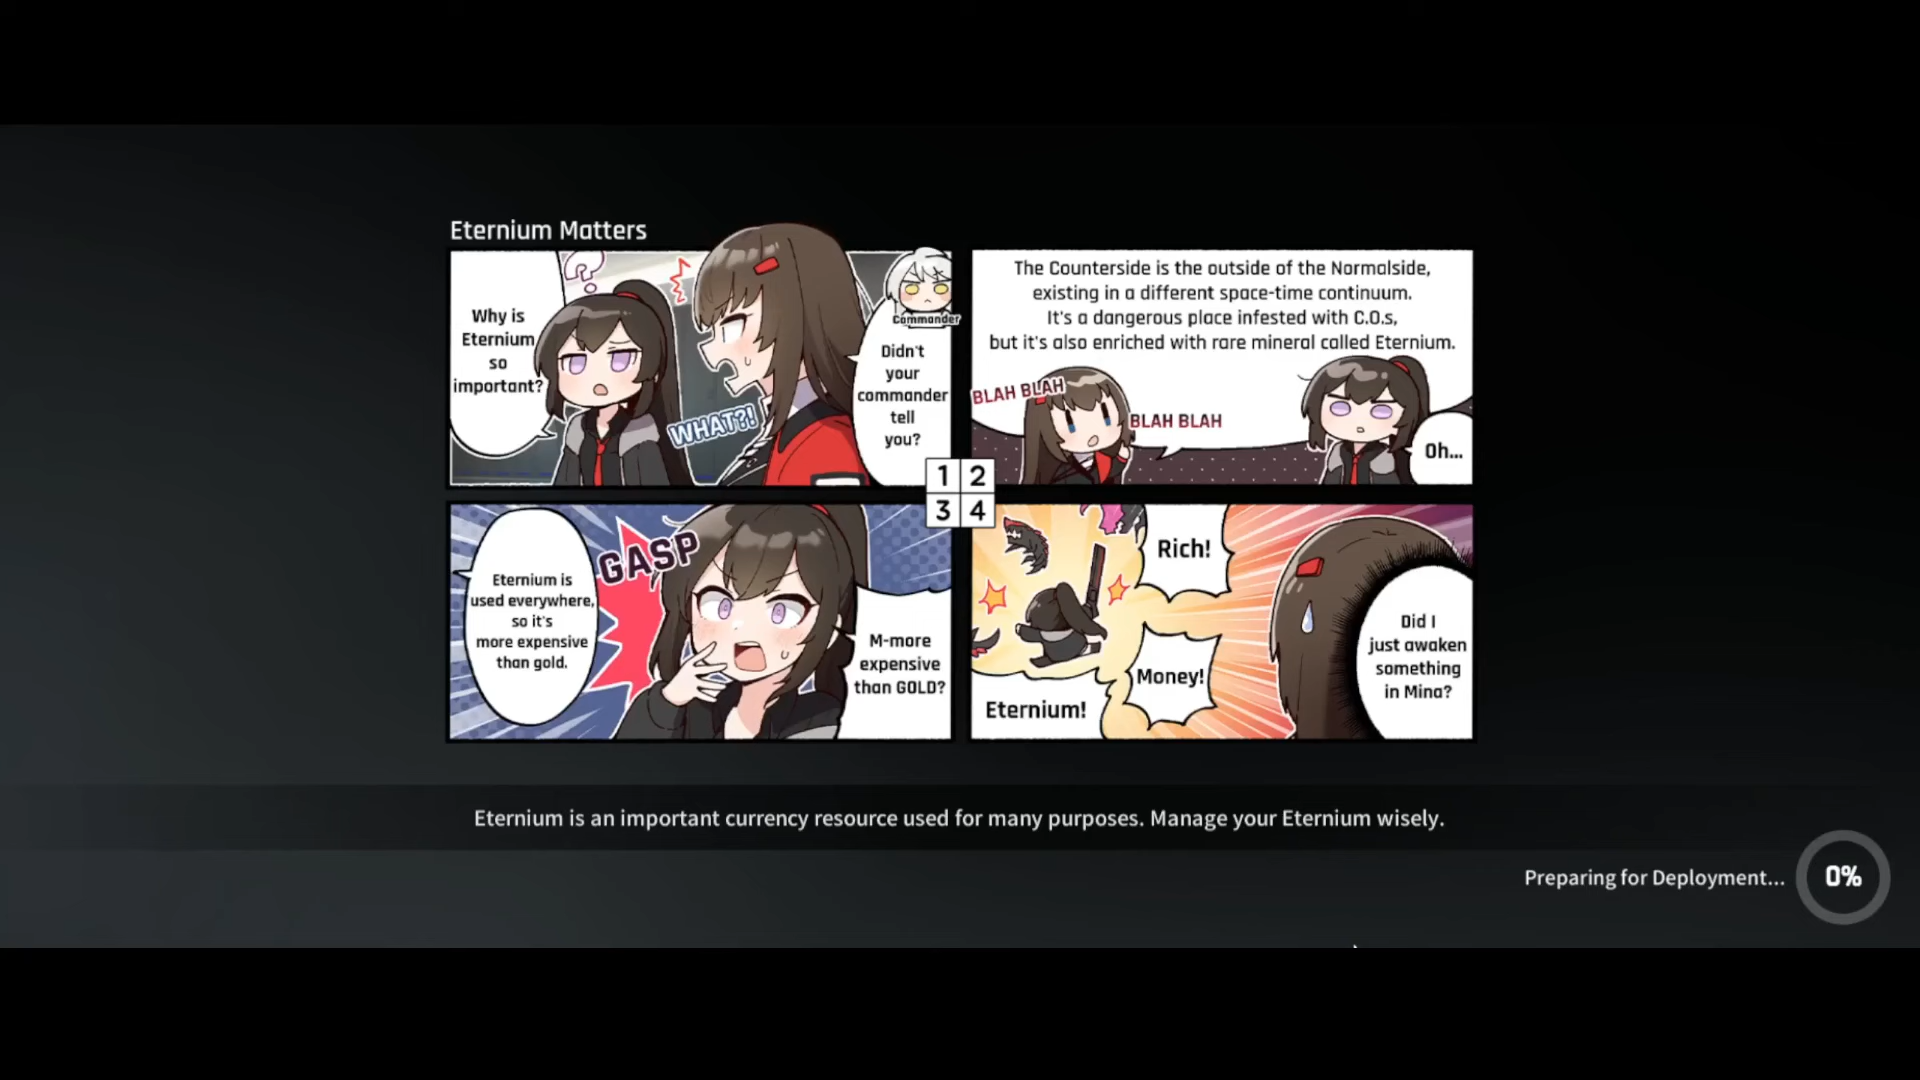 Eternium Matters
Why is
Eternium
so
important?
?
WHAT?!
Commander
Didn't
your
commander
tell
you?
The Counterside is the outside of the Normalside,
existing in a different space-time continuum.
It's a dangerous place infested with C.O.s,
but it's also enriched with rare mineral called Eternium.
BLAH BLAH
BLAH BLAH
Oh...
1 2
3 4
Eternium is
used everywhere,
so it's
more expensive
than gold.
GASP
M-more
expensive
than GOLD?
Rich!
Money!
Eternium!
Did I
just awaken
something
in Mina?
Eternium is an important currency resource used for many purposes. Manage your Eternium wisely.
Preparing for Deployment...
0%